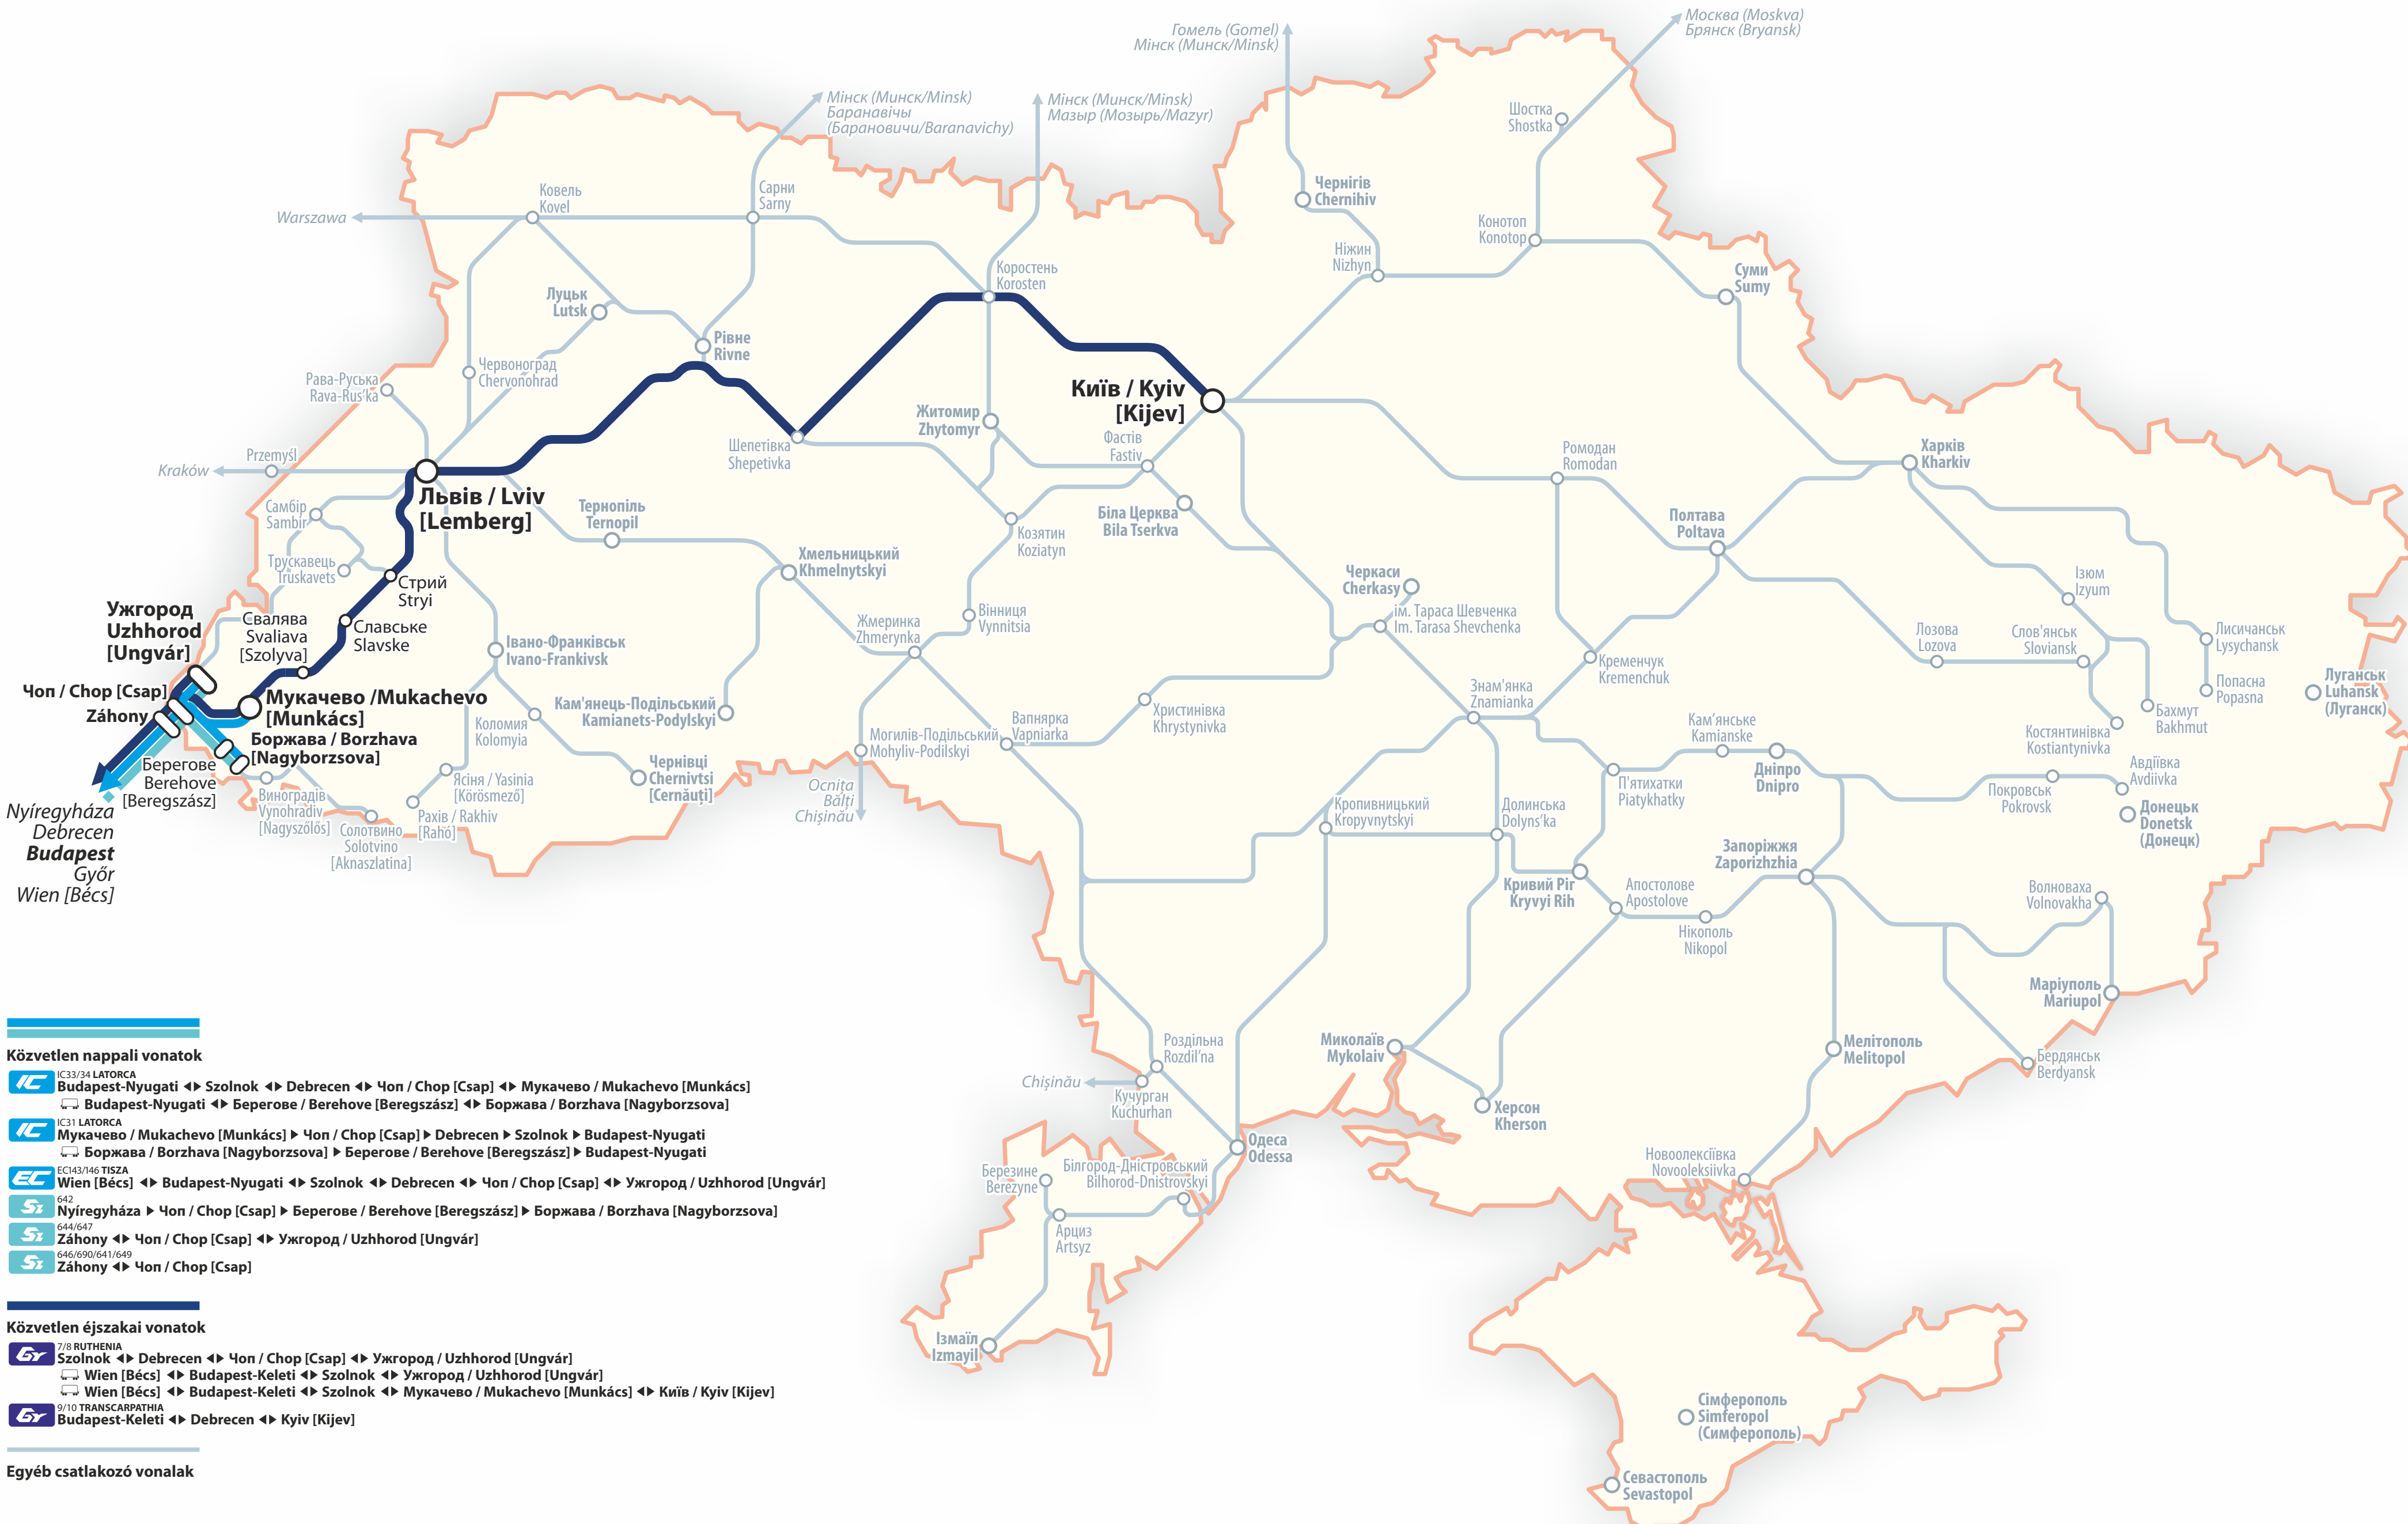 Гомель (Gomel)
Мінск (Минск/Minsk)
Москва (Moskva)
Брянск (Bryansk)
Мінск (Минск/Minsk)
Баранавічы
(Барановичи/Baranavichy)
Мінск (Минск/Minsk)
Мазыр (Мозырь/Mazyr)
Шостка
Shostka
Ковель
Kovel
Сарни
Sarny
Чернігів
Chernihiv
Warszawa
Конотоп
Konotop
Ніжин
Nizhyn
Коростень
Korosten
Суми
Sumy
Луцьк
Lutsk
Рівне
Rivne
Червоноград
Chervonohrad
Рава-Руська
Rava-Rus'ka
Київ / Kyiv
[Kijev]
Житомир
Zhytomyr
Фастів
Fastiv
Шепетівка
Shepetivka
Ромодан
Romodan
Харків
Kharkiv
Kraków
Przemyśl
Львів / Lviv
[Lemberg]
Самбір
Sambir
Тернопіль
Ternopil
Козятин
Koziatyn
Біла Церква
Bila Tserkva
Полтава
Poltava
Трускавець
Truskavets
Стрий
Stryi
Хмельницький
Khmelnytskyi
Черкаси
Cherkasy
Ізюм
Izyum
Ужгород
Uzhhorod
[Ungvár]
Свалява
Svaliava
[Szolyva]
Славське
Slavske
Івано-Франківськ
Ivano-Frankivsk
Жмеринка
Zhmerynka
Вінниця
Vynnitsia
ім. Тараса Шевченка
Im. Tarasa Shevchenka
Лозова
Lozova
Слов'янськ
Sloviansk
Лисичанськ
Lysychansk
Кременчук
Kremenchuk
Чоп / Chop [Csap]
Záhony
Мукачево /Mukachevo
[Munkács]
Боржава / Borzhava
[Nagyborzsova]
Кам'янець-Подільський
Kamianets-Podylskyi
Знам'янка
Znamianka
Попасна
Popasna
Луганськ
Luhansk
(Луганск)
Коломия
Kolomyia
Христинівка
Khrystynivka
Вапнярка
Vapniarka
Могилів-Подільський
Mohyliv-Podilskyi
Кам'янське
Kamianske
Бахмут
Bakhmut
Костянтинівка
Kostiantynivka
Берегове
Berehove
[Beregszász]
Ясіня / Yasinia
[Körösmező]
Чернівці
Chernivtsi
[Cernăuți]
Дніпро
Dnipro
П'ятихатки
Piatykhatky
Авдіївка
Avdiivka
Покровськ
Pokrovsk
Ocnița
Bălți
Chișinău
Виноградів
Vynohradiv
[Nagyszőlős]
Рахів / Rakhiv
[Rahó]
Солотвино
Solotvino
[Aknaszlatina]
Кропивницький
Kropyvnytskyi
Долинська
Dolyns'ka
Донецьк
Donetsk
(Донецк)
Nyíregyháza
Debrecen
Budapest
Győr
Wien [Bécs]
Запоріжжя
Zaporizhzhia
Кривий Ріг
Kryvyi Rih
Апостолове
Apostolove
Волноваха
Volnovakha
Нікополь
Nikopol
Маріуполь
Mariupol
Роздільна
Rozdil'na
Миколаїв
Mykolaiv
Мелітополь
Melitopol
Бердянськ
Berdyansk
Chișinău
Кучурган
Kuchurhan
Херсон
Kherson
Одеса
Odessa
Новоолексіївка
Novooleksiivka
Березине
Berezyne
Білгород-Дністровський
Bilhorod-Dnistrovskyi
Арциз
Artsyz
Ізмаїл
Izmayil
Сімферополь
Simferopol
(Симферополь)
Севастополь
Sevastopol
Közvetlen nappali vonatok
IC
IC33/34 LATORCA
Budapest-Nyugati ◀▶ Szolnok ◀▶ Debrecen ◀▶ Чоп / Chop [Csap] ◀▶ Мукачево / Mukachevo [Munkács]
Budapest-Nyugati ◀▶ Берегове / Berehove [Beregszász] ◀▶ Боржава / Borzhava [Nagyborzsova]
IC
IC31 LATORCA
Мукачево / Mukachevo [Munkács] ▶ Чоп / Chop [Csap] ▶ Debrecen ▶ Szolnok ▶ Budapest-Nyugati
Боржава / Borzhava [Nagyborzsova] ▶ Берегове / Berehove [Beregszász] ▶ Budapest-Nyugati
EC
EC143/146 TISZA
Wien [Bécs] ◀▶ Budapest-Nyugati ◀▶ Szolnok ◀▶ Debrecen ◀▶ Чоп / Chop [Csap] ◀▶ Ужгород / Uzhhorod [Ungvár]
Sz
642
Nyíregyháza ▶ Чоп / Chop [Csap] ▶ Берегове / Berehove [Beregszász] ▶ Боржава / Borzhava [Nagyborzsova]
Sz
644/647
Záhony ◀▶ Чоп / Chop [Csap] ◀▶ Ужгород / Uzhhorod [Ungvár]
Sz
646/690/641/649
Záhony ◀▶ Чоп / Chop [Csap]
Közvetlen éjszakai vonatok
Gy
7/8 RUTHENIA
Szolnok ◀▶ Debrecen ◀▶ Чоп / Chop [Csap] ◀▶ Ужгород / Uzhhorod [Ungvár]
Wien [Bécs] ◀▶ Budapest-Keleti ◀▶ Szolnok ◀▶ Ужгород / Uzhhorod [Ungvár]
Wien [Bécs] ◀▶ Budapest-Keleti ◀▶ Szolnok ◀▶ Мукачево / Mukachevo [Munkács] ◀▶ Київ / Kyiv [Kijev]
Gy
9/10 TRANSCARPATHIA
Budapest-Keleti ◀▶ Debrecen ◀▶ Kyiv [Kijev]
Egyéb csatlakozó vonalak